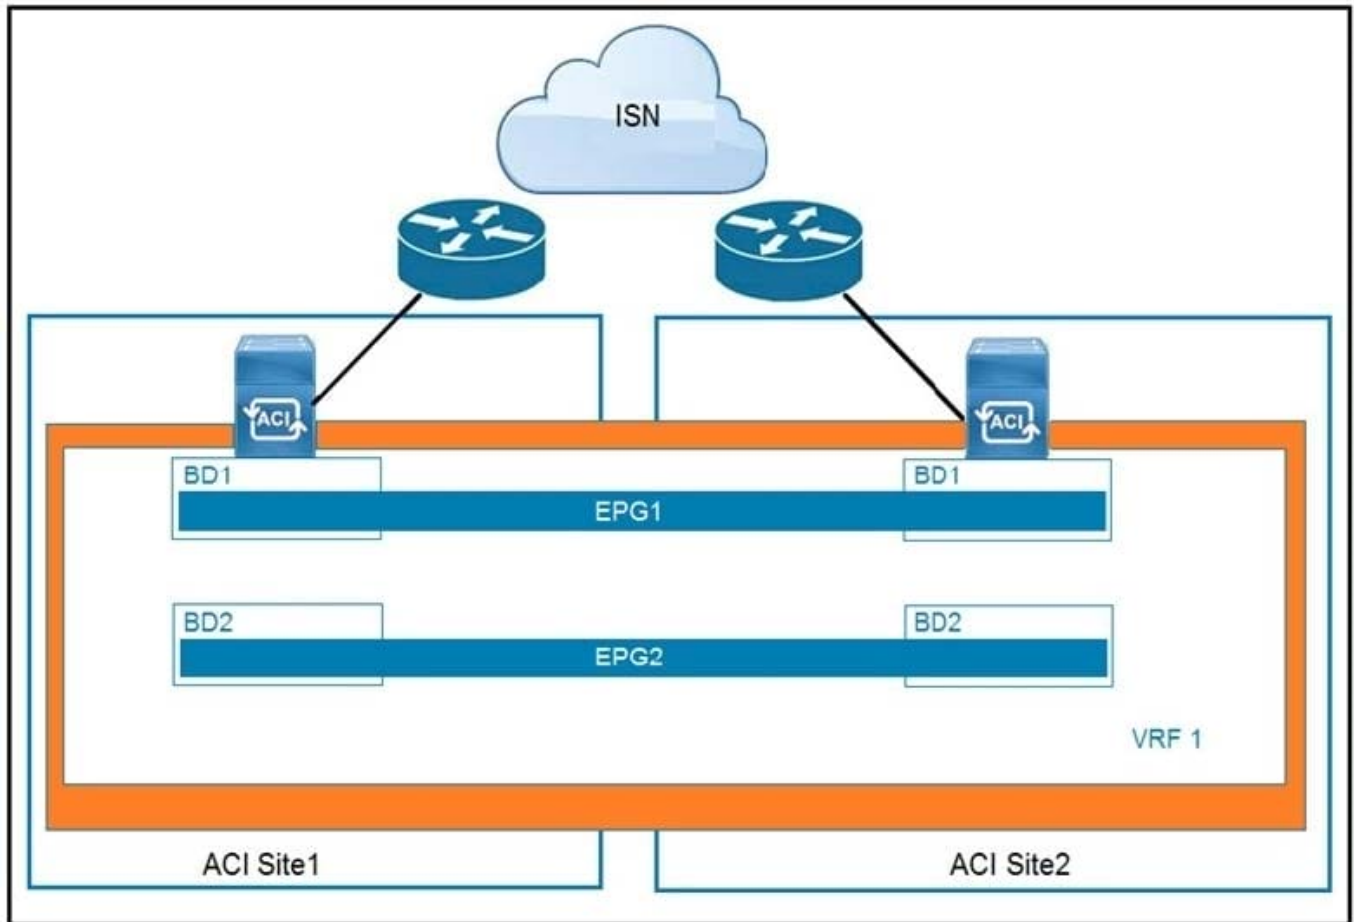 ISN
ACI
ACI
BD1
BD1
EPG1
BD2
BD2
EPG2
VRF 1
ACI Site1
ACI Site2